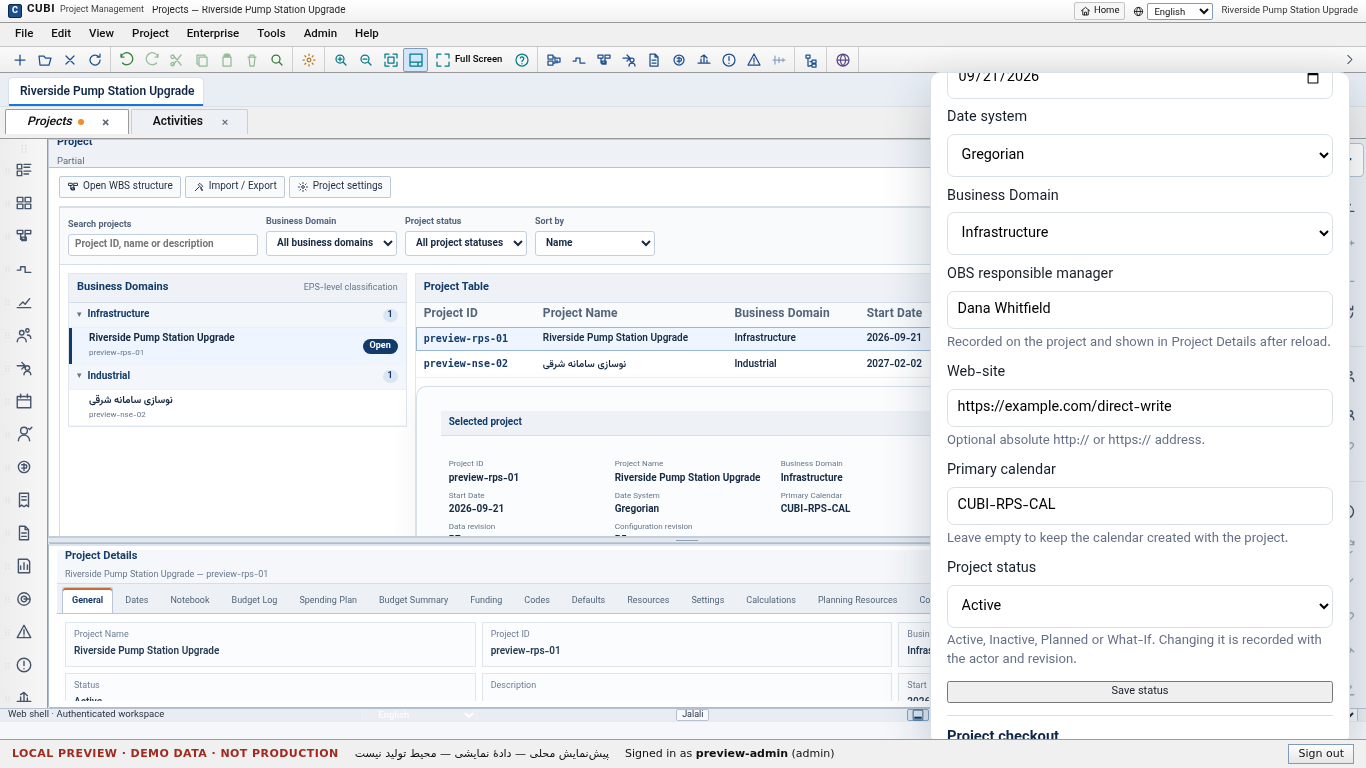 CUBI Project Management Projects — Riverside Pump Station Upgrade Home English Riverside Pump Station Upgrade
File Edit View Project Enterprise Tools Admin Help
Full Screen
Riverside Pump Station Upgrade
Projects × Activities ×
Project
Partial
Open WBS structure Import / Export Project settings
Search projects Business Domain Project status Sort by
Project ID, name or description All business domains All project statuses Name
Business Domains EPS-level classification
Infrastructure 1
Riverside Pump Station Upgrade
preview-rps-01 Open
Industrial 1
نوسازی سامانه شرقی
preview-nse-02
Project Table
Project ID Project Name Business Domain Start Date
preview-rps-01 Riverside Pump Station Upgrade Infrastructure 2026-09-21
preview-nse-02 نوسازی سامانه شرقی Industrial 2027-02-02
Selected project
Project ID Project Name Business Domain
preview-rps-01 Riverside Pump Station Upgrade Infrastructure
Start Date Date System Primary Calendar
2026-09-21 Gregorian CUBI-RPS-CAL
Data revision Configuration revision
Project Details
Riverside Pump Station Upgrade — preview-rps-01
General Dates Notebook Budget Log Spending Plan Budget Summary Funding Codes Defaults Resources Settings Calculations Planning Resources
Project Name Project ID
Riverside Pump Station Upgrade preview-rps-01
Status Description Start
Active
09/21/2026
Date system
Gregorian
Business Domain
Infrastructure
OBS responsible manager
Dana Whitfield
Recorded on the project and shown in Project Details after reload.
Web-site
https://example.com/direct-write
Optional absolute http:// or https:// address.
Primary calendar
CUBI-RPS-CAL
Leave empty to keep the calendar created with the project.
Project status
Active
Active, Inactive, Planned or What-If. Changing it is recorded with
the actor and revision.
Save status
Project checkout
Web shell · Authenticated workspace English Jalali
LOCAL PREVIEW · DEMO DATA · NOT PRODUCTION پیش‌نمایش محلی — دادهٔ نمایشی — محیط تولید نیست Signed in as preview-admin (admin) Sign out